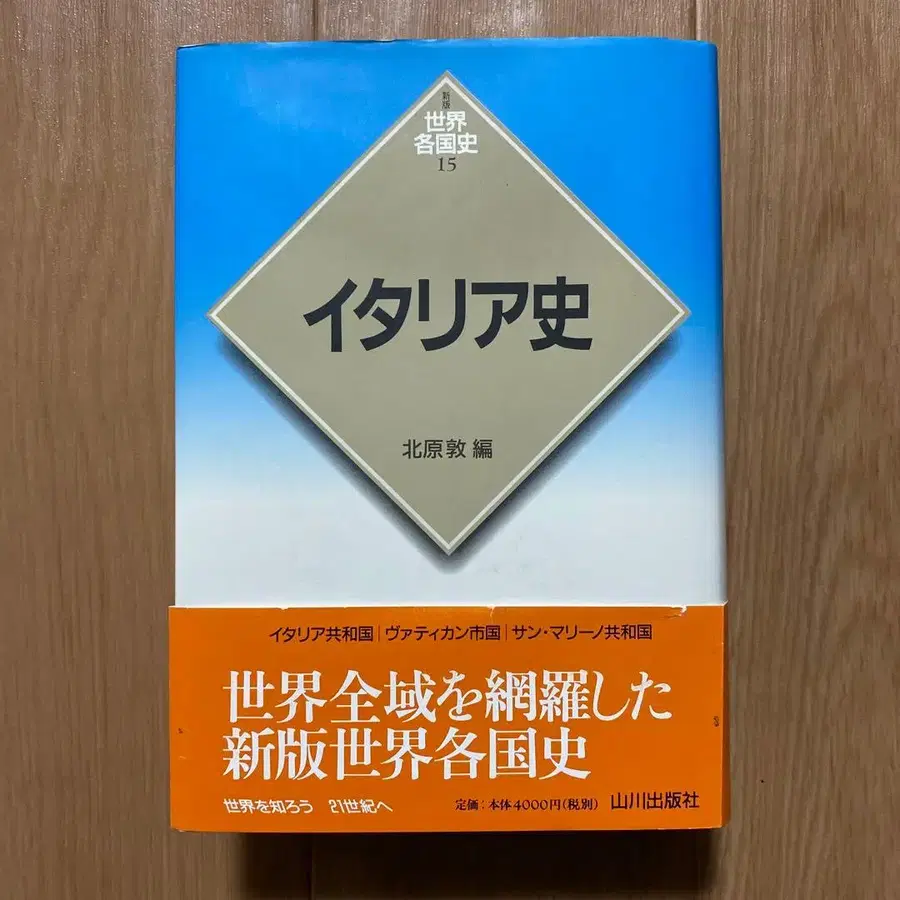 新版
世界
各国史
15
イタリア史
北原敦 編
イタリア共和国|ヴァティカン市国|サン・マリーノ共和国
世界全域を網羅した
新版世界各国史
世界を知ろう 21世紀へ
定価:本体4000円(税別) 山川出版社